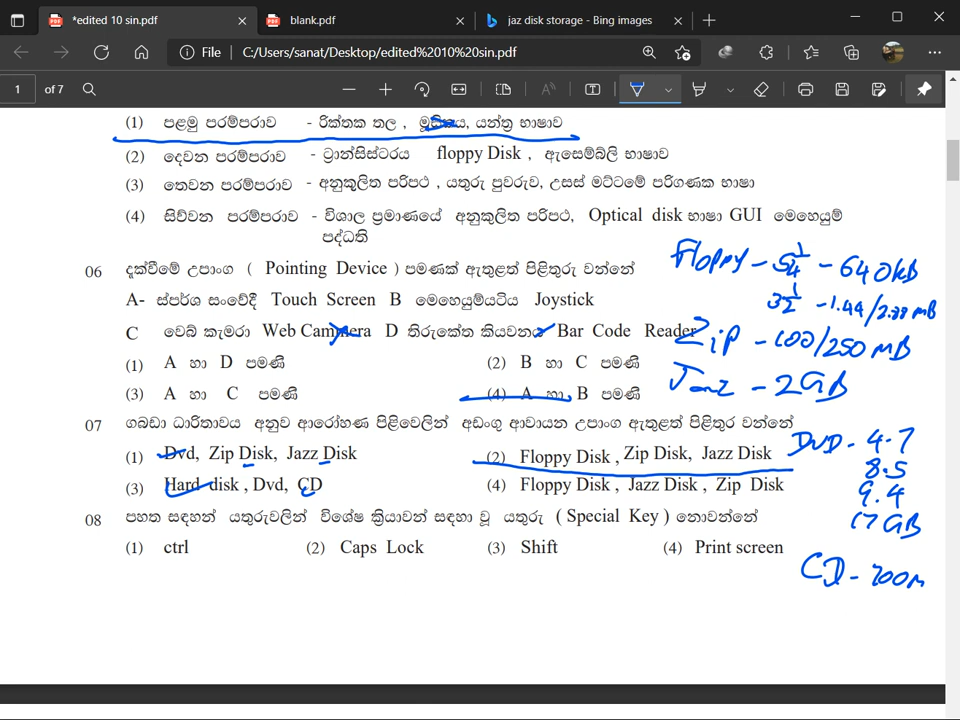 *edited 10 sin.pdf
blank.pdf
jaz disk storage - Bing images
File
C:/Users/sanat/Desktop/edited%2010%20sin.pdf
1 of 7
(1) පළමු පරම්පරාව - රික්තක තල , යන්ත්‍ර භාෂාව
(2) දෙවන පරම්පරාව - ට්‍රාන්සිස්ටරය floppy Disk , ඇසෙම්බ්ලි භාෂාව
(3) තෙවන පරම්පරාව - අනුකූලිත පරිපථ , යතුරු පුවරුව, උසස් මට්ටමේ පරිගණක භාෂා
(4) සිව්වන පරම්පරාව - විශාල ප්‍රමාණයේ අනුකූලිත පරිපථ, Optical disk භාෂා GUI මෙහෙයුම්
පද්ධති
Floppy - 5 1/4 - 640kB
3 1/2 - 1.44/2.88 mB
ZiP - 100/250 mB
Jaz - 2GB
06 දැක්වීමේ උපාංග ( Pointing Device ) පමණක් ඇතුළත් පිළිතුරු වන්නේ
A- ස්පර්ශ සංවේදී Touch Screen B මෙහෙයුම්යටිය Joystick
C වෙබ් කැමරා Web Cammera D තිරුකේත කියවනය Bar Code Reader
(1) A හා D පමණි (2) B හා C පමණි
(3) A හා C පමණි (4) A හා B පමණි
07 ගබඩා ධාරිතාවය අනුව ආරෝහණ පිළිවෙලින් අඩංගු ආවායන උපාංග ඇතුළත් පිළිතුර වන්නේ
(1) Dvd, Zip Disk, Jazz Disk (2) Floppy Disk , Zip Disk, Jazz Disk
(3) Hard disk , Dvd, CD (4) Floppy Disk , Jazz Disk , Zip Disk
DVD - 4.7
8.5
9.4
17 GB
CD - 700m
08 පහත සඳහන් යතුරුවලින් විශේෂ ක්‍රියාවන් සඳහා වූ යතුරු ( Special Key ) නොවන්නේ
(1) ctrl (2) Caps Lock (3) Shift (4) Print screen